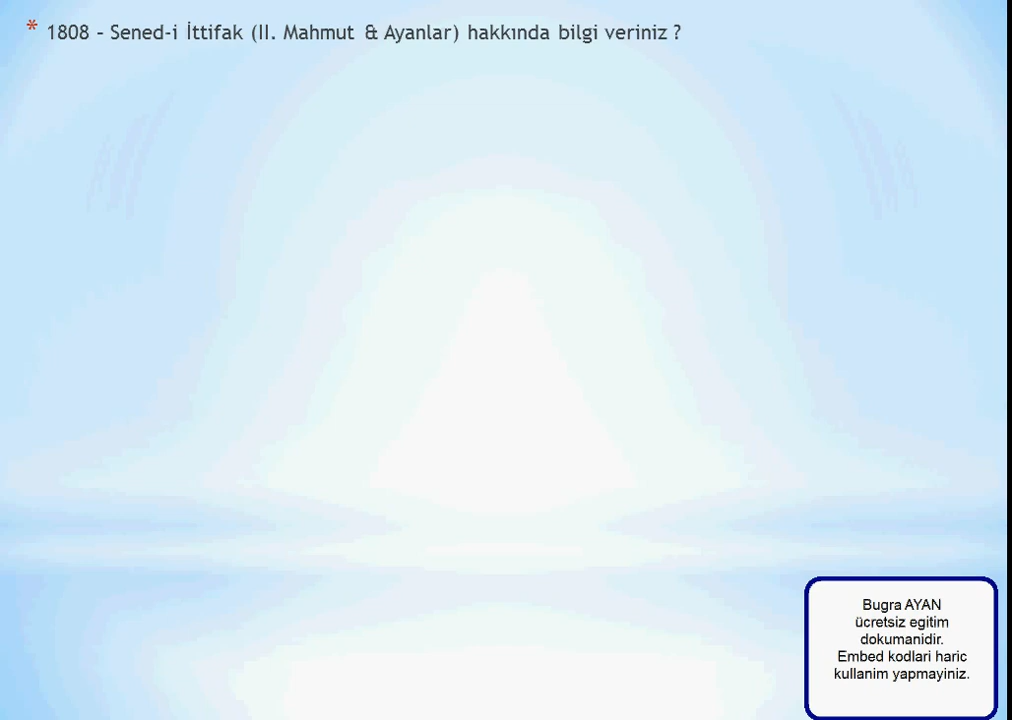 * 1808 – Sened-i İttifak (II. Mahmut & Ayanlar) hakkında bilgi veriniz ?
Bugra AYAN
ücretsiz egitim
dokumanidir.
Embed kodlari haric
kullanim yapmayiniz.